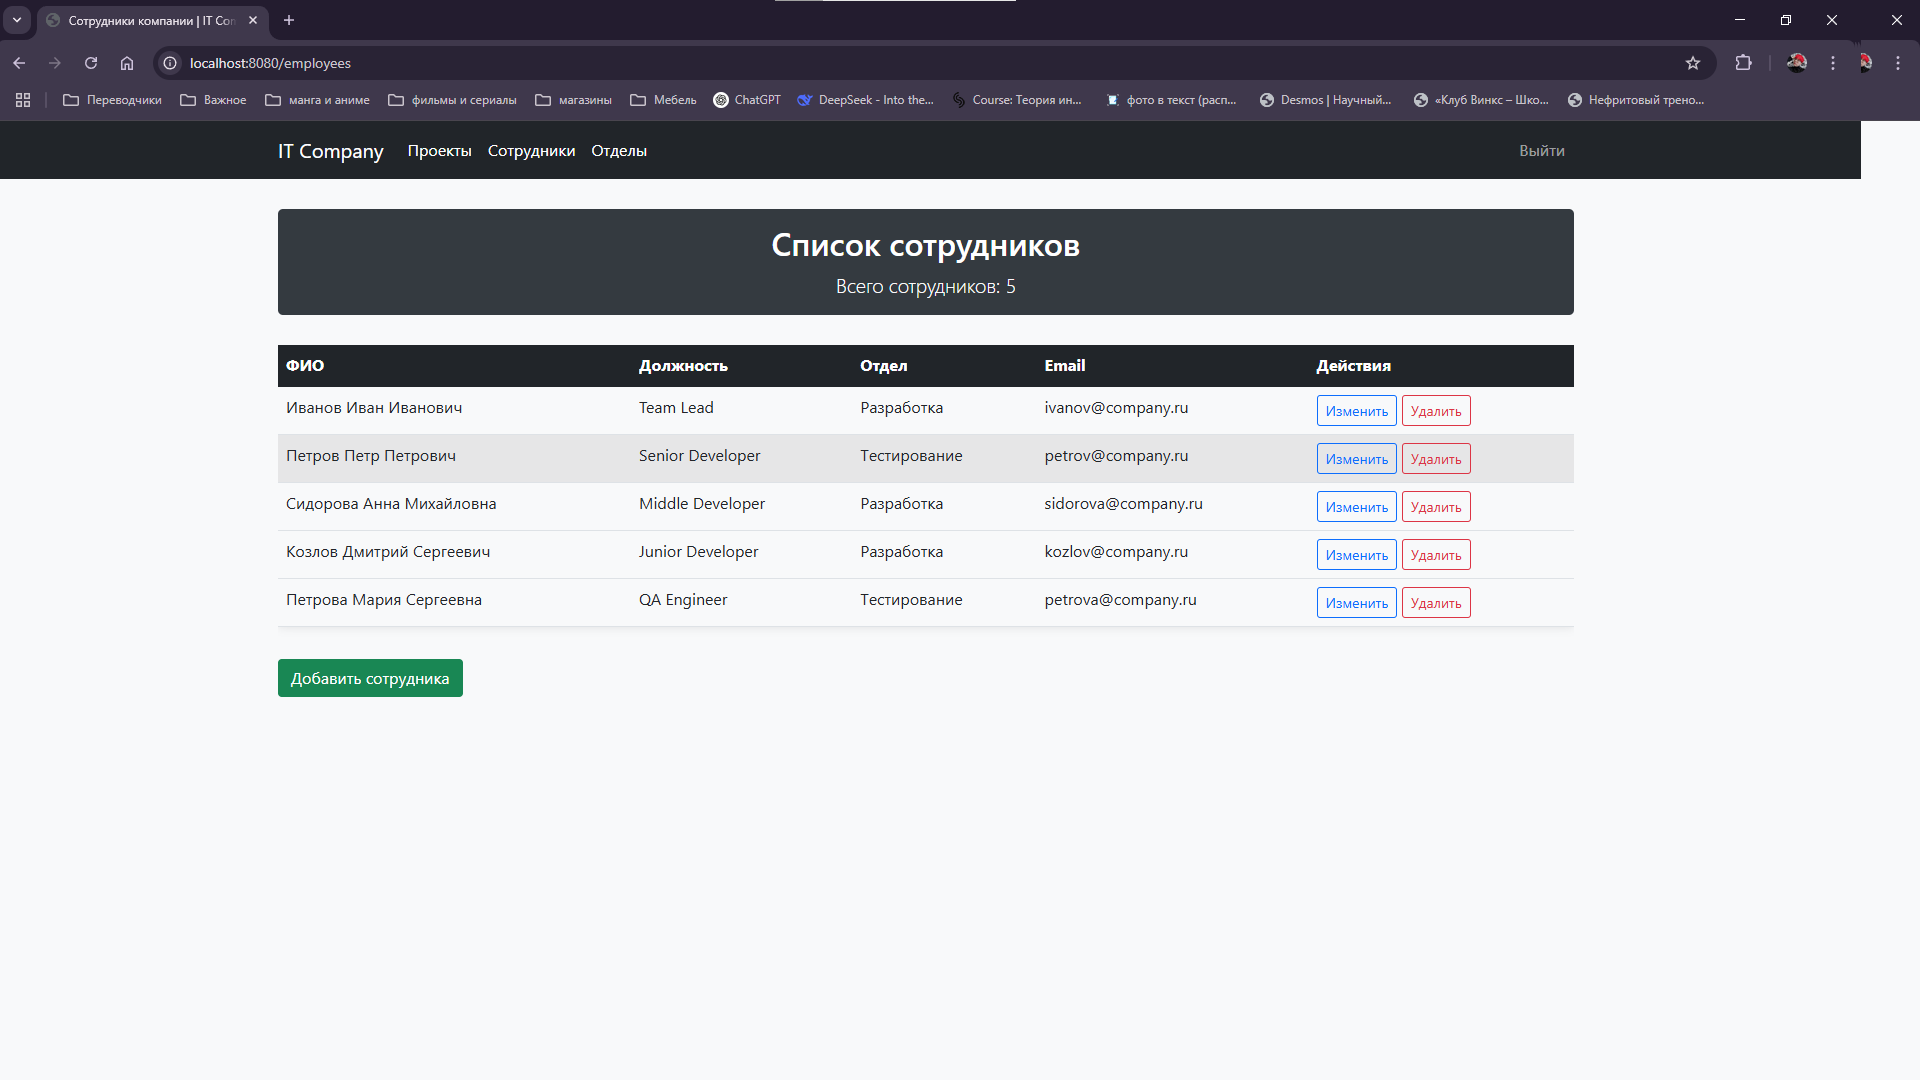 Сотрудники компании | IT Con
localhost:8080/employees
Переводчики Важное манга и аниме фильмы и сериалы магазины Мебель ChatGPT DeepSeek - Into the... Course: Теория ин... фото в текст (расп... Desmos | Научный... «Клуб Винкс – Шко... Нефритовый трено...
IT Company Проекты Сотрудники Отделы Выйти
Список сотрудников
Всего сотрудников: 5
ФИО Должность Отдел Email Действия
Иванов Иван Иванович Team Lead Разработка ivanov@company.ru Изменить Удалить
Петров Петр Петрович Senior Developer Тестирование petrov@company.ru Изменить Удалить
Сидорова Анна Михайловна Middle Developer Разработка sidorova@company.ru Изменить Удалить
Козлов Дмитрий Сергеевич Junior Developer Разработка kozlov@company.ru Изменить Удалить
Петрова Мария Сергеевна QA Engineer Тестирование petrova@company.ru Изменить Удалить
Добавить сотрудника